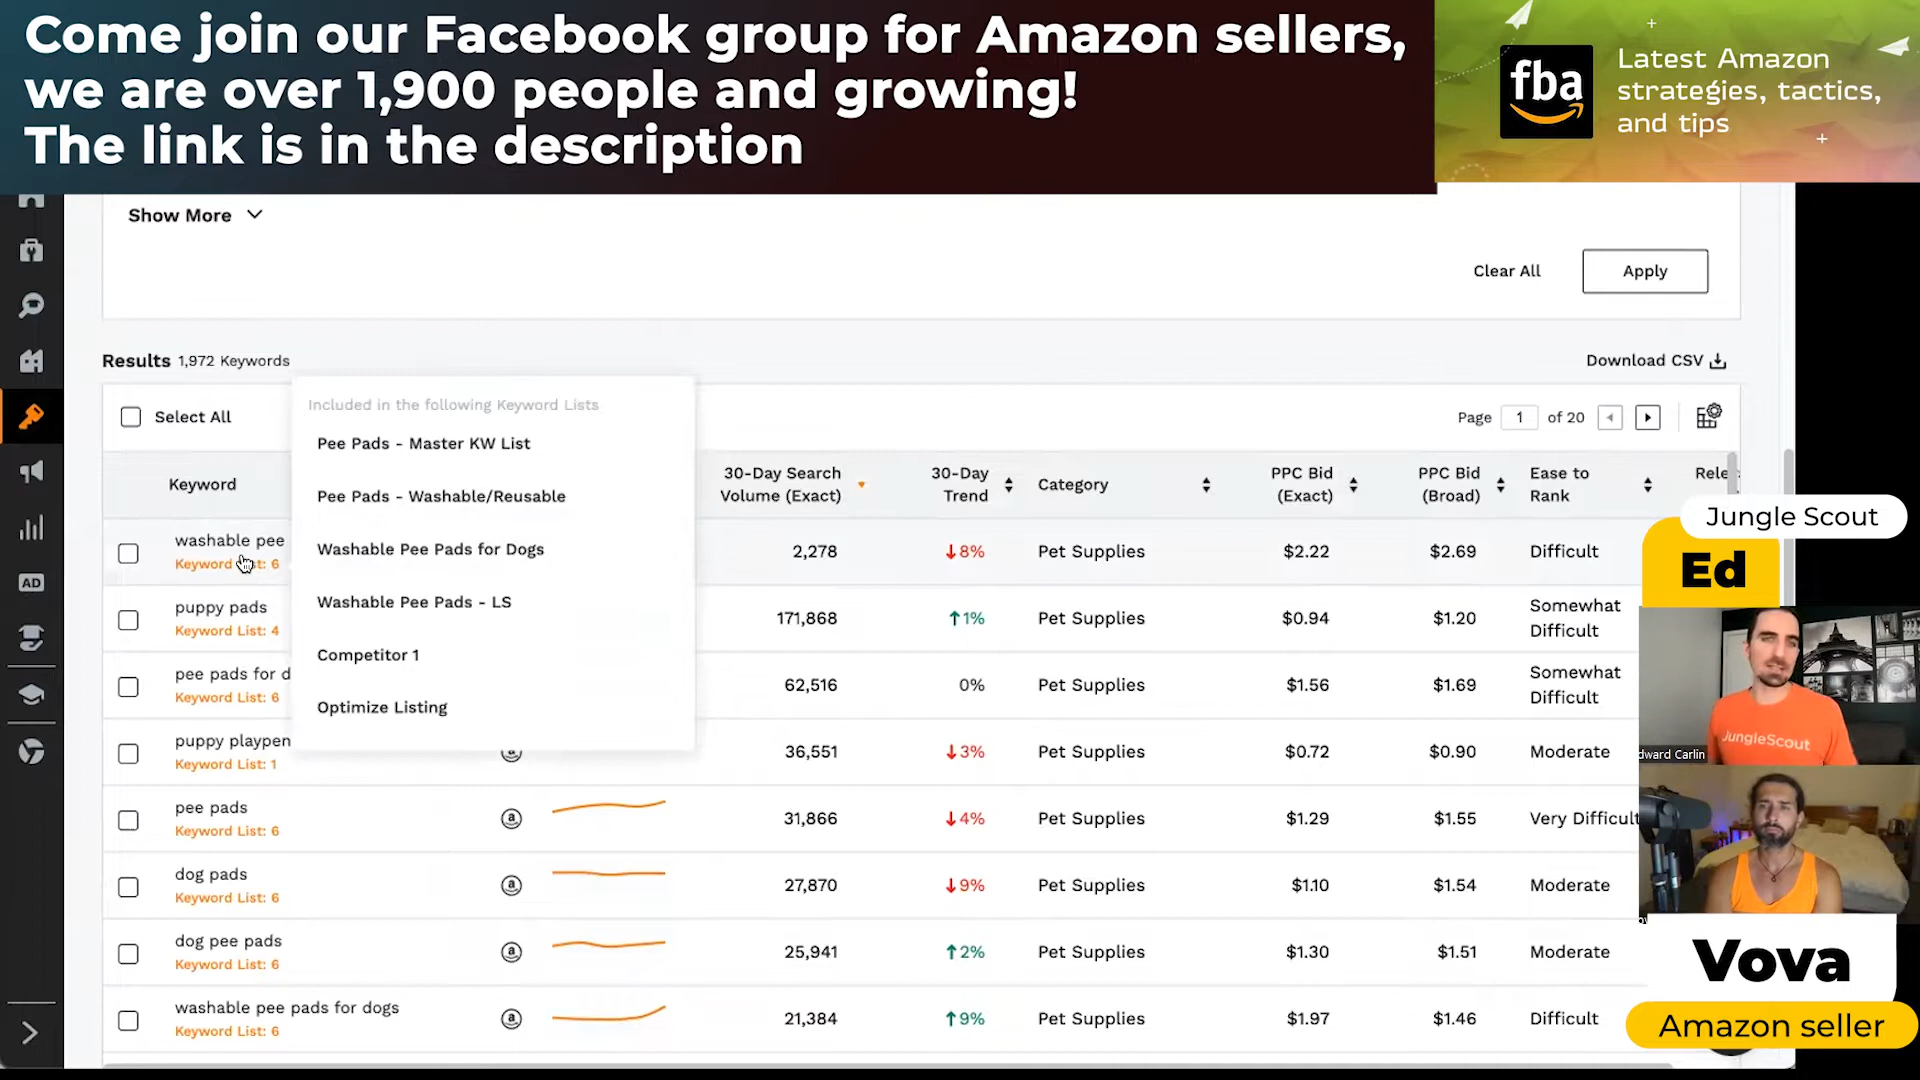 Come join our Facebook group for Amazon sellers,
we are over 1,900 people and growing!
The link is in the description
fba
Latest Amazon
strategies, tactics,
and tips
Show More
Clear All
Apply
Results 1,972 Keywords
Download CSV
Select All
Page 1 of 20
Included in the following Keyword Lists
Pee Pads - Master KW List
Pee Pads - Washable/Reusable
Washable Pee Pads for Dogs
Washable Pee Pads - LS
Competitor 1
Optimize Listing
Keyword
30-Day Search
Volume (Exact)
30-Day
Trend
Category
PPC Bid
(Exact)
PPC Bid
(Broad)
Ease to
Rank
Rele
washable pee
Keyword List: 6
2,278
↓8%
Pet Supplies
$2.22
$2.69
Difficult
puppy pads
Keyword List: 4
171,868
↑1%
Pet Supplies
$0.94
$1.20
Somewhat
Difficult
pee pads for d
Keyword List: 6
62,516
0%
Pet Supplies
$1.56
$1.69
Somewhat
Difficult
puppy playpen
Keyword List: 1
36,551
↓3%
Pet Supplies
$0.72
$0.90
Moderate
pee pads
Keyword List: 6
31,866
↓4%
Pet Supplies
$1.29
$1.55
Very Difficult
dog pads
Keyword List: 6
27,870
↓9%
Pet Supplies
$1.10
$1.54
Moderate
dog pee pads
Keyword List: 6
25,941
↑2%
Pet Supplies
$1.30
$1.51
Moderate
washable pee pads for dogs
Keyword List: 6
21,384
↑9%
Pet Supplies
$1.97
$1.46
Difficult
AD
Jungle Scout
Ed
JungleScout
dward Carlin
Vova
Amazon seller